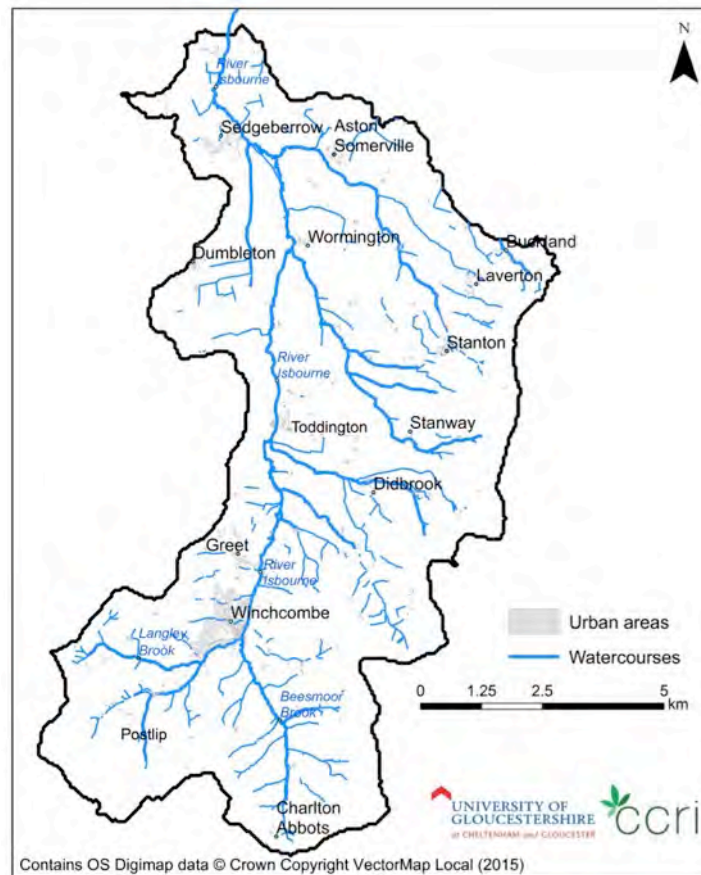 N
River
Isbourne
Sedgeberrow
Aston
Somerville
Wormington
Buckland
Dumbleton
Laverton
Stanton
River
Isbourne
Toddington
Stanway
Didbrook
Greet
River
Isbourne
Winchcombe
Urban areas
Langley
Brook
Watercourses
Beesmoor
Brook
0 1.25 2.5 5
km
Postlip
Charlton
Abbots
UNIVERSITY OF
GLOUCESTERSHIRE
at CHELTENHAM and GLOUCESTER
ccri
Contains OS Digimap data © Crown Copyright VectorMap Local (2015)